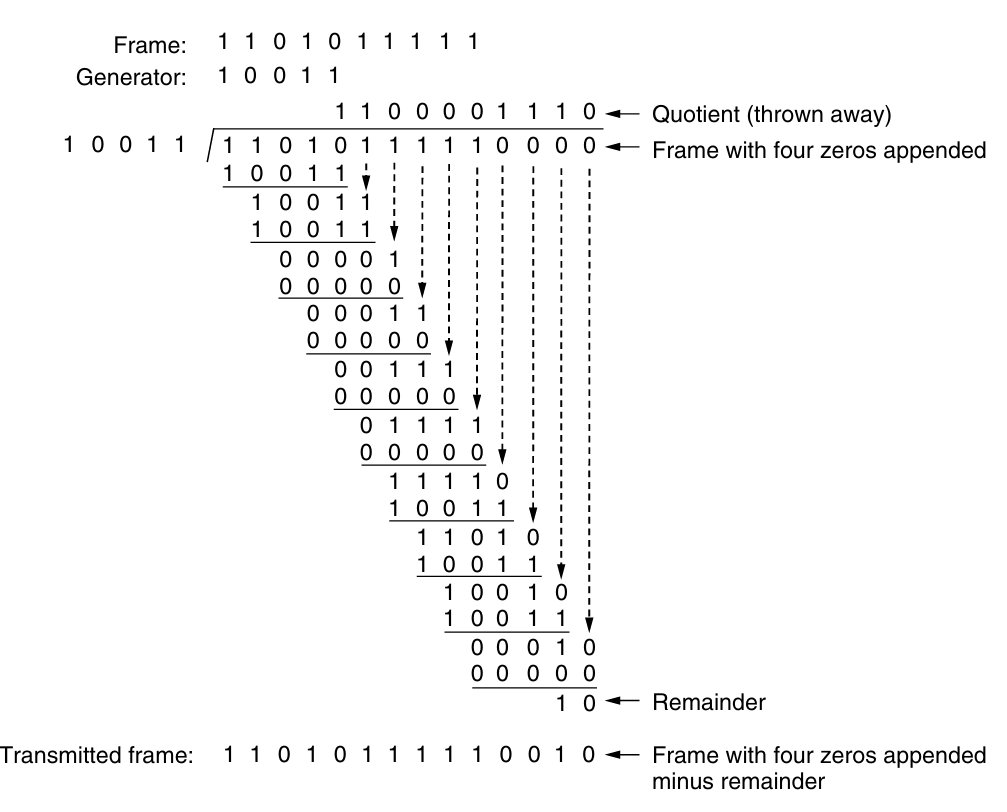 Frame: 1 1 0 1 0 1 1 1 1 1
Generator: 1 0 0 1 1
1 1 0 0 0 0 1 1 1 0 Quotient (thrown away)
1 0 0 1 1 1 1 0 1 0 1 1 1 1 1 0 0 0 0 Frame with four zeros appended
1 0 0 1 1
1 0 0 1 1
1 0 0 1 1
0 0 0 0 1
0 0 0 0 0
0 0 0 1 1
0 0 0 0 0
0 0 1 1 1
0 0 0 0 0
0 1 1 1 1
0 0 0 0 0
1 1 1 1 0
1 0 0 1 1
1 1 0 1 0
1 0 0 1 1
1 0 0 1 0
1 0 0 1 1
0 0 0 1 0
0 0 0 0 0
1 0 Remainder
Transmitted frame: 1 1 0 1 0 1 1 1 1 1 0 0 1 0 Frame with four zeros appended
minus remainder